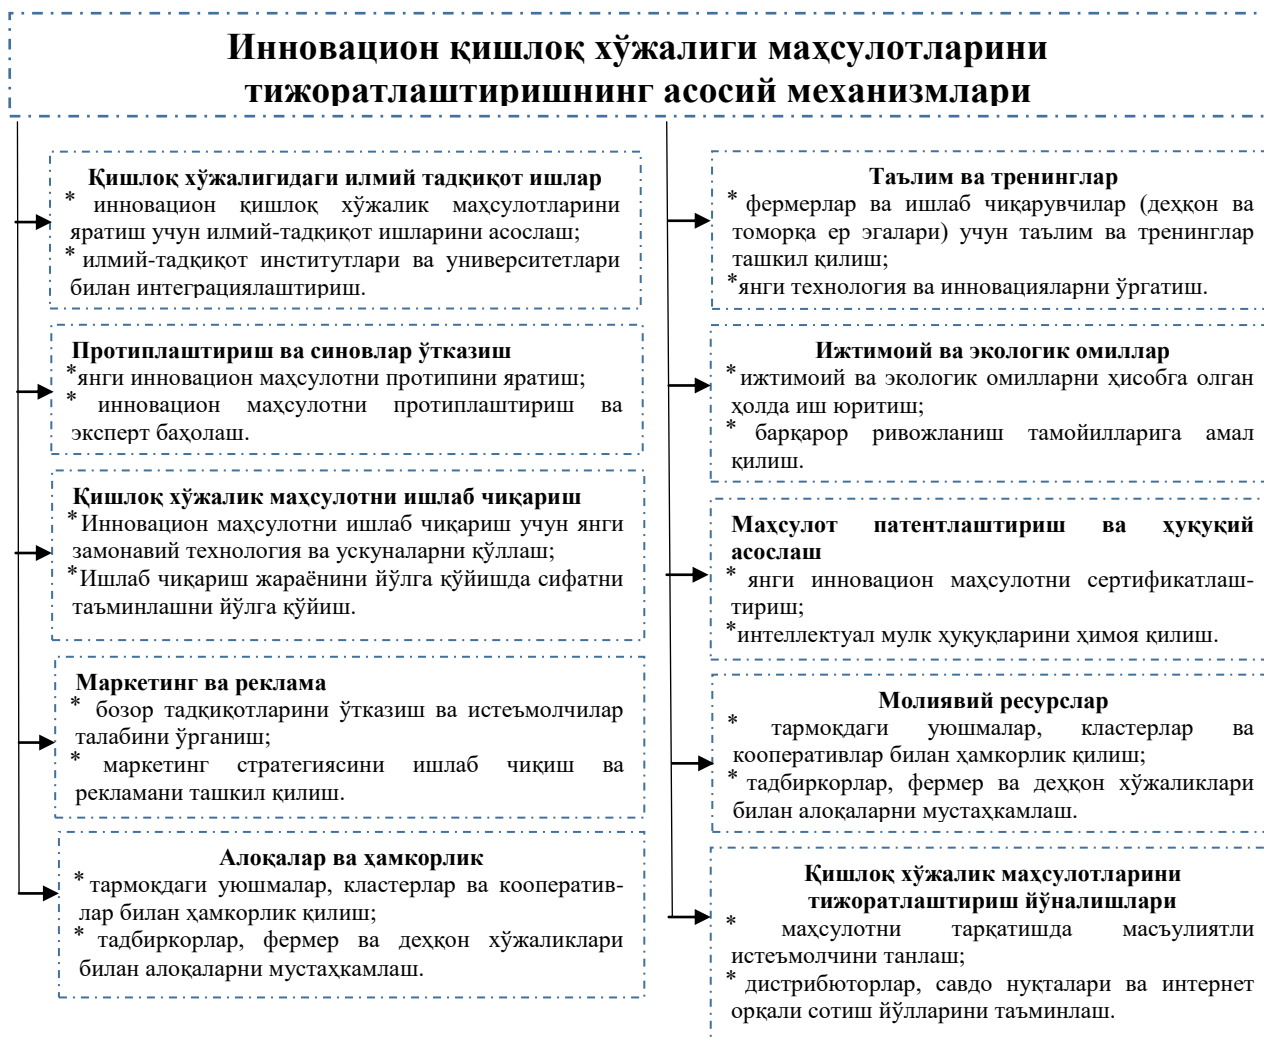 Инновацион қишлоқ хўжалиги маҳсулотларини
тижоратлаштиришнинг асосий механизмлари
Қишлоқ хўжалигидаги илмий тадқиқот ишлар
* инновацион қишлоқ хўжалик маҳсулотларини
яратиш учун илмий-тадқиқот ишларини асослаш;
* илмий-тадқиқот институтлари ва университетлари
билан интеграциялаштириш.
Протиплаштириш ва синовлар ўтказиш
*янги инновацион маҳсулотни протипини яратиш;
* инновацион маҳсулотни протиплаштириш ва
эксперт баҳолаш.
Қишлоқ хўжалик маҳсулотни ишлаб чиқариш
*Инновацион маҳсулотни ишлаб чиқариш учун янги
замонавий технология ва ускуналарни қўллаш;
*Ишлаб чиқариш жараёнини йўлга қўйишда сифатни
таъминлашни йўлга қўйиш.
Маркетинг ва реклама
* бозор тадқиқотларини ўтказиш ва истеъмолчилар
талабини ўрганиш;
* маркетинг стратегиясини ишлаб чиқиш ва
рекламани ташкил қилиш.
Алоқалар ва ҳамкорлик
* тармоқдаги уюшмалар, кластерлар ва кооператив-
лар билан ҳамкорлик қилиш;
* тадбиркорлар, фермер ва деҳқон хўжаликлари
билан алоқаларни мустаҳкамлаш.
Таълим ва тренинглар
* фермерлар ва ишлаб чиқарувчилар (деҳқон ва
томорқа ер эгалари) учун таълим ва тренинглар
ташкил қилиш;
*янги технология ва инновацияларни ўргатиш.
Ижтимоий ва экологик омиллар
*ижтимоий ва экологик омилларни ҳисобга олган
ҳолда иш юритиш;
* барқарор ривожланиш тамойилларига амал
қилиш.
Маҳсулот патентлаштириш ва ҳуқуқий
асослаш
* янги инновацион маҳсулотни сертификатлаш-
тириш;
*интеллектуал мулк ҳуқуқларини ҳимоя қилиш.
Молиявий ресурслар
* тармоқдаги уюшмалар, кластерлар ва
кооперативлар билан ҳамкорлик қилиш;
* тадбиркорлар, фермер ва деҳқон хўжаликлари
билан алоқаларни мустаҳкамлаш.
Қишлоқ хўжалик маҳсулотларини
тижоратлаштириш йўналишлари
* маҳсулотни тарқатишда масъулиятли
истеъмолчини танлаш;
* дистрибюторлар, савдо нуқталари ва интернет
орқали сотиш йўлларини таъминлаш.